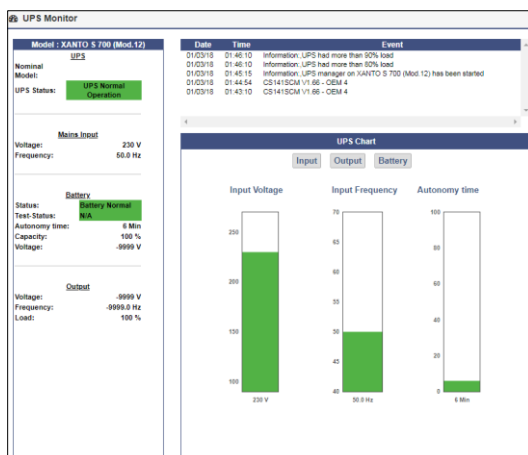 UPS Monitor
Model : XANTO S 700 (Mod.12)
UPS
Nominal Model:
UPS Status: UPS Normal Operation
Mains Input
Voltage: 230 V
Frequency: 50.0 Hz
Battery
Status: Battery Normal
Test-Status: N/A
Autonomy time: 6 Min
Capacity: 100 %
Voltage: -9999 V
Output
Voltage: -9999 V
Frequency: -9999.0 Hz
Load: 100 %
Date Time Event
01/03/18 01:46:10 Information:,UPS had more than 90% load
01/03/18 01:46:10 Information:,UPS had more than 80% load
01/03/18 01:45:15 Information:,UPS manager on XANTO S 700 (Mod.12) has been started
01/03/18 01:44:54 CS141SCM V1.66 - OEM 4
01/03/18 01:43:10 CS141SCM V1.66 - OEM 4
UPS Chart
Input Output Battery
Input Voltage Input Frequency Autonomy time
250
200
150
100
230 V
70
65
60
55
50
45
40
50.0 Hz
100
80
60
40
20
0
6 Min